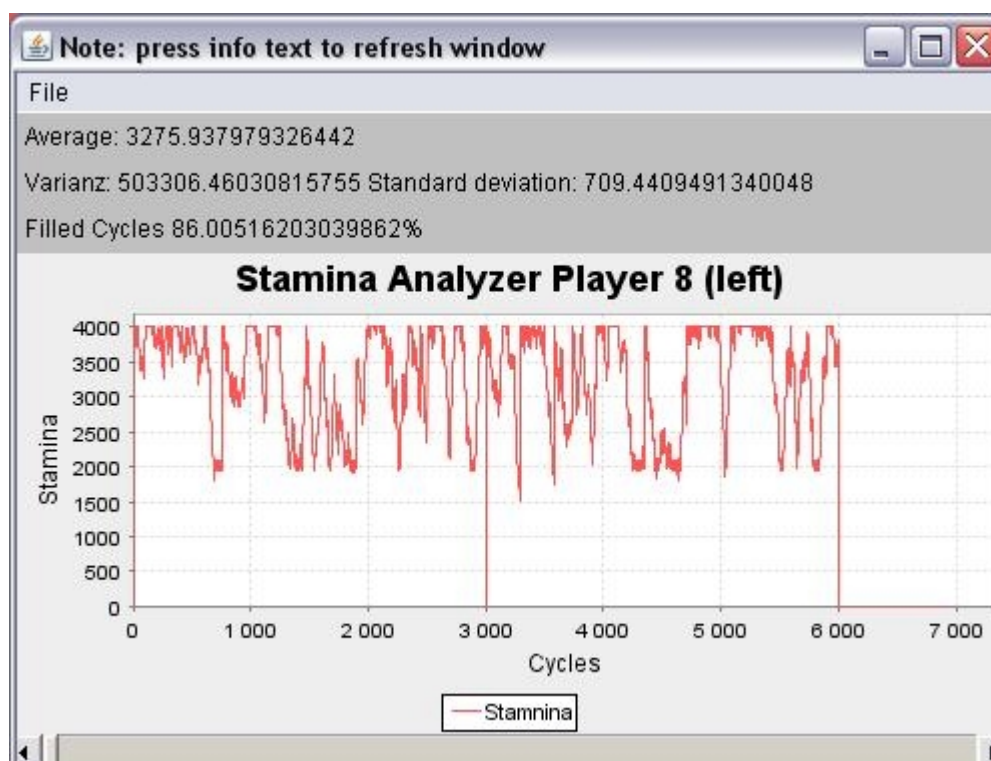 Note: press info text to refresh window
File
Average: 3275.937979326442
Varianz: 503306.46030815755 Standard deviation: 709.4409491340048
Filled Cycles 86.00516203039862%
Stamina Analyzer Player 8 (left)
4000
3500
3000
2500
2000
1500
1000
500
0
Stamina
0 1 000 2 000 3 000 4 000 5 000 6 000 7 000
Cycles
Stamnina